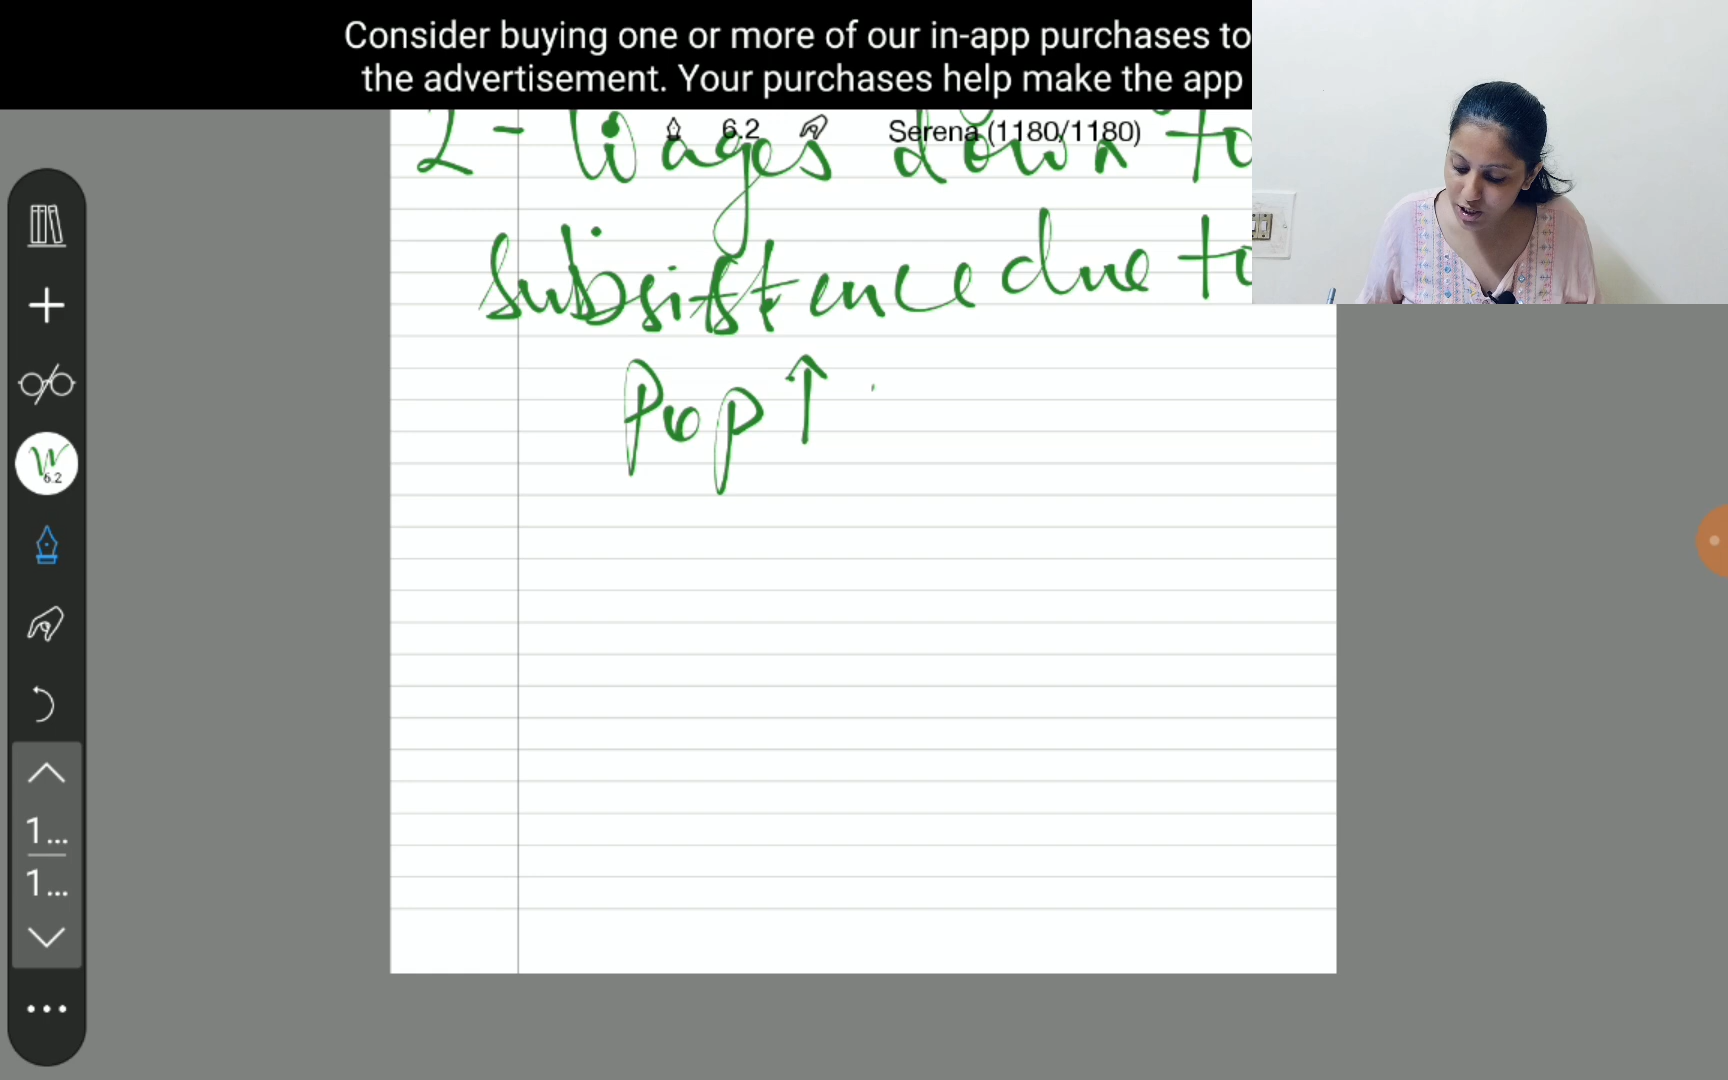 Consider buying one or more of our in-app purchases to
the advertisement. Your purchases help make the app
6.2 Serena (1180/1180)
2 - Wages down to
subsistence due to
Pop ↑
W
6.2
1...
1...